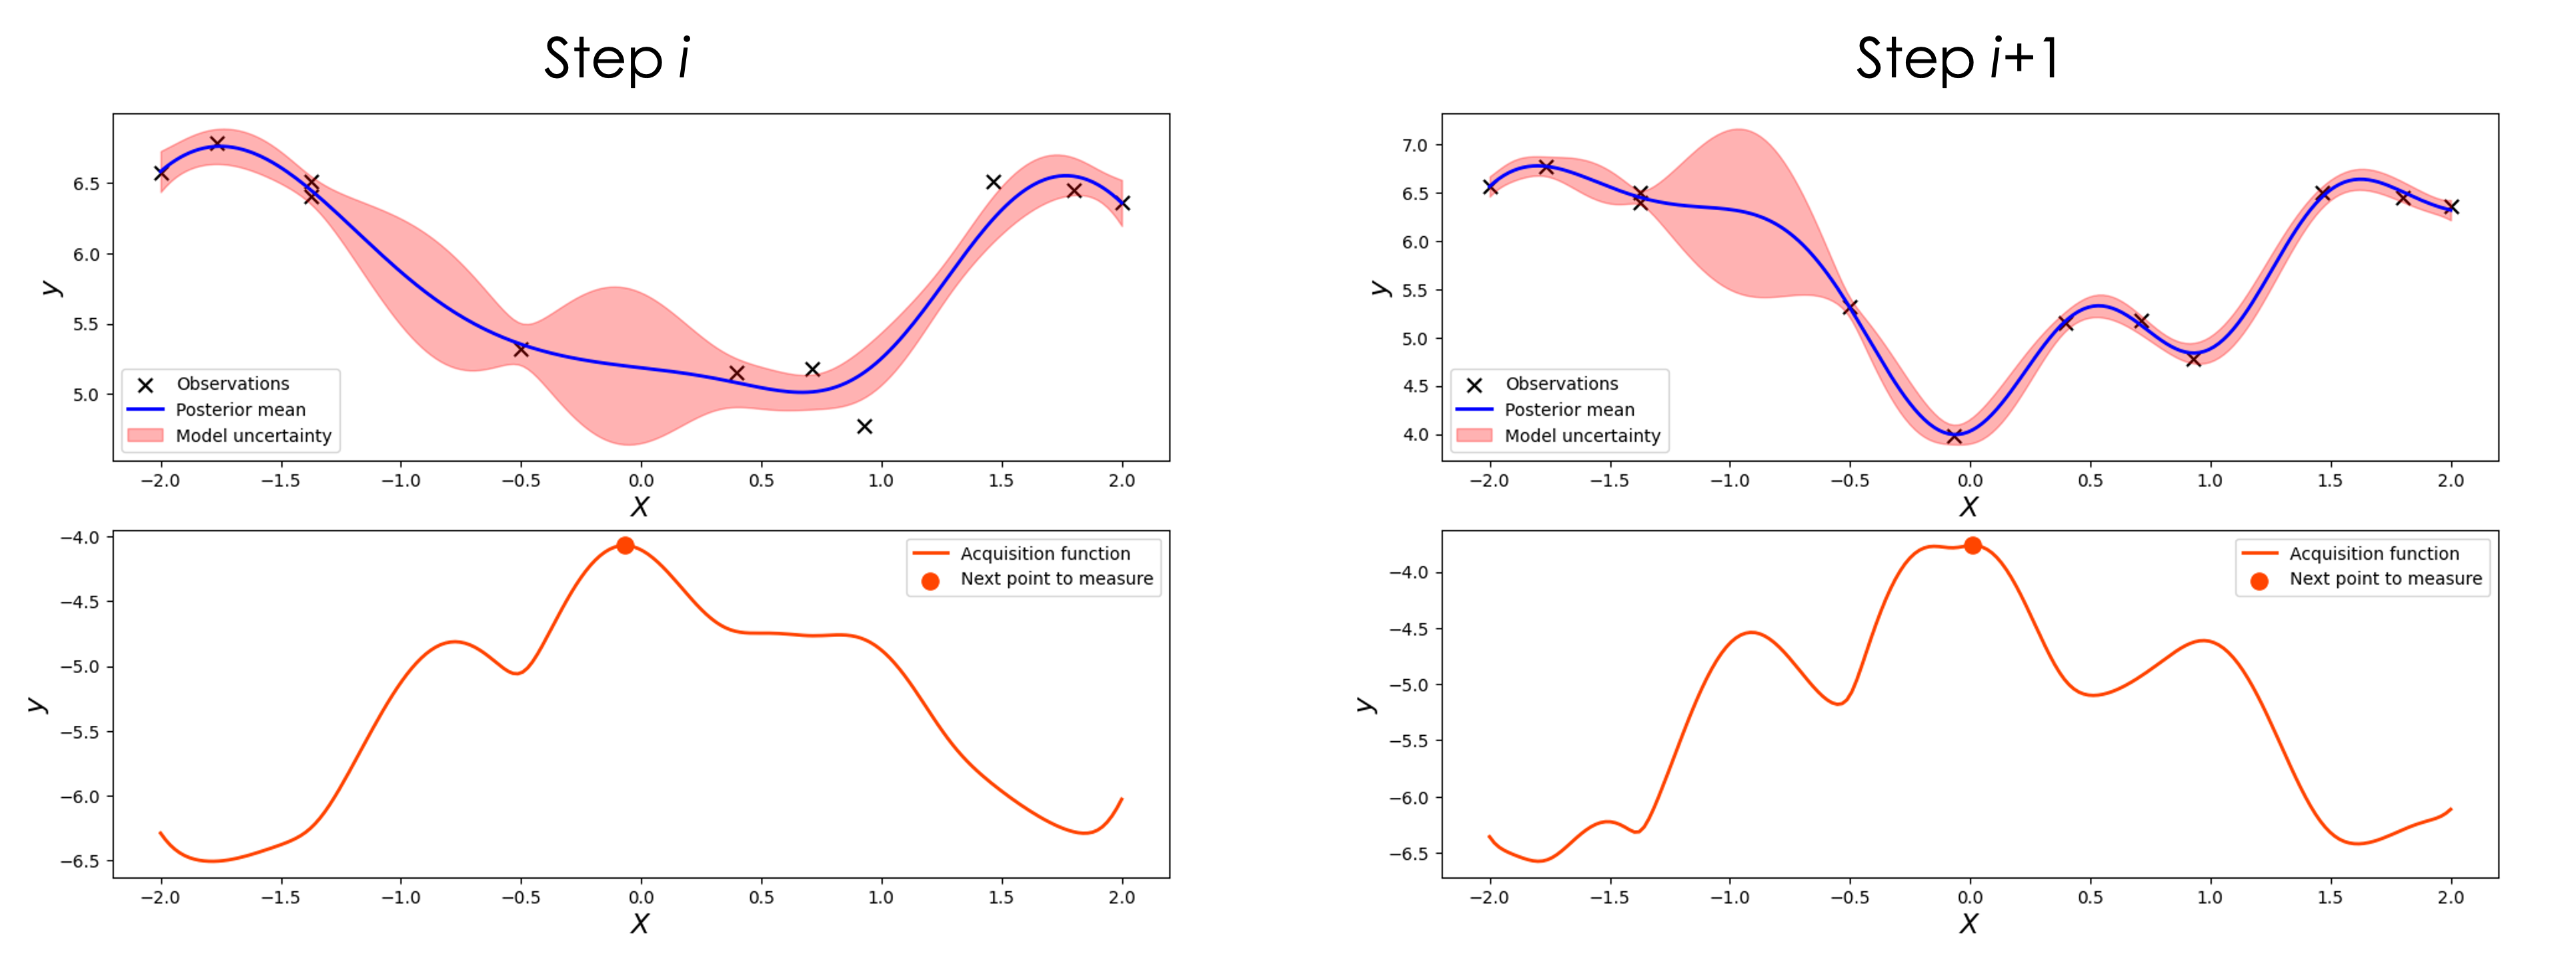 Step i
Step i+1
y
6.5
6.0
5.5
5.0
Observations
Posterior mean
Model uncertainty
−2.0 −1.5 −1.0 −0.5 0.0 0.5 1.0 1.5 2.0
X
y
7.0
6.5
6.0
5.5
5.0
4.5
4.0
Observations
Posterior mean
Model uncertainty
−2.0 −1.5 −1.0 −0.5 0.0 0.5 1.0 1.5 2.0
X
y
−4.0
−4.5
−5.0
−5.5
−6.0
−6.5
Acquisition function
Next point to measure
−2.0 −1.5 −1.0 −0.5 0.0 0.5 1.0 1.5 2.0
X
y
−4.0
−4.5
−5.0
−5.5
−6.0
−6.5
Acquisition function
Next point to measure
−2.0 −1.5 −1.0 −0.5 0.0 0.5 1.0 1.5 2.0
X